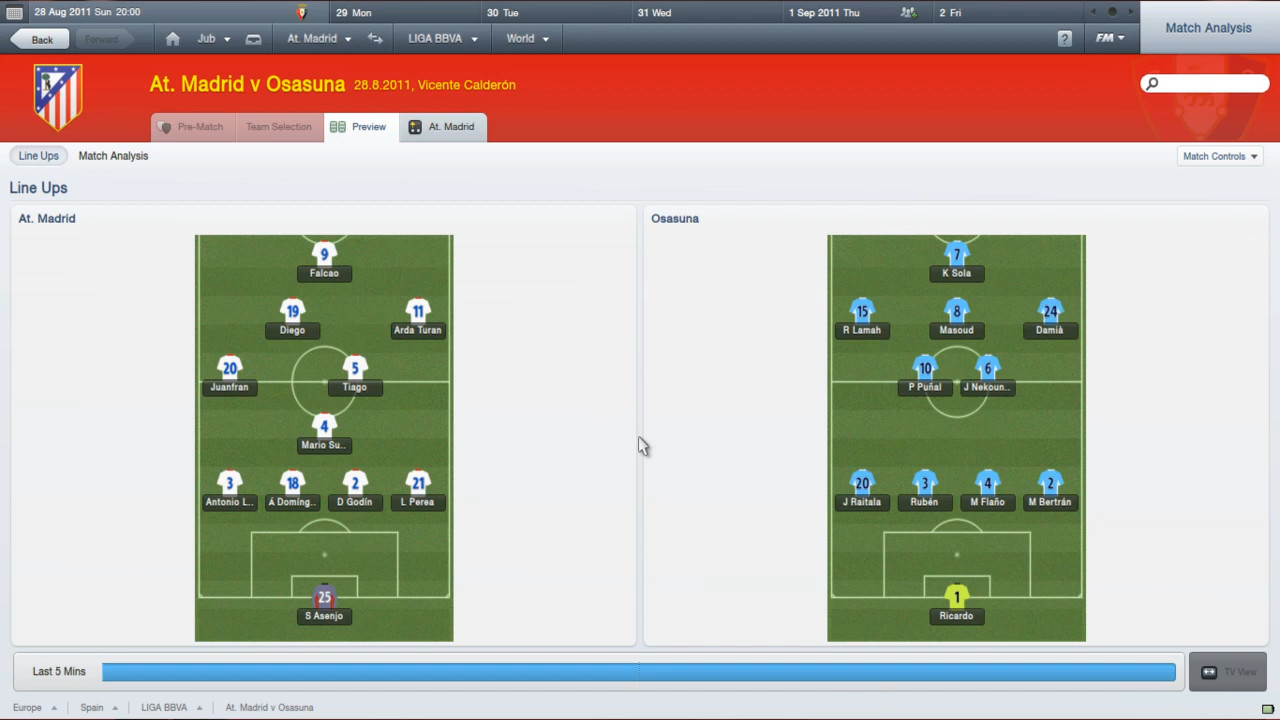 28 Aug 2011 Sun 20:00 29 Mon 30 Tue 31 Wed 1 Sep 2011 Thu 2 Fri
Match Analysis
Back Forward Jub At. Madrid LIGA BBVA World ? FM
At. Madrid v Osasuna 28.8.2011, Vicente Calderón
Pre-Match Team Selection Preview At. Madrid
Line Ups Match Analysis Match Controls
Line Ups
At. Madrid
9
Falcao
19 11
Diego Arda Turan
20 5
Juanfran Tiago
4
Mario Su..
3 18 2 21
Antonio L.. Á Domíng.. D Godín L Perea
25
S Asenjo
Osasuna
7
K Sola
15 8 24
R Lamah Masoud Damià
10 6
P Puñal J Nekoun..
20 3 4 2
J Raitala Rubén M Flaño M Bertrán
1
Ricardo
Last 5 Mins TV View
Europe Spain LIGA BBVA At. Madrid v Osasuna